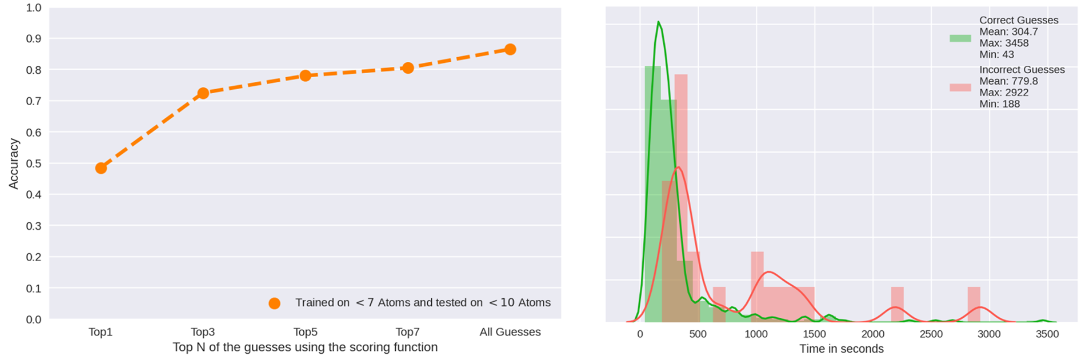 1.0
0.9
0.8
0.7
0.6
0.5
0.4
0.3
0.2
0.1
0.0
Accuracy
Trained on < 7 Atoms and tested on < 10 Atoms
Top1 Top3 Top5 Top7 All Guesses
Top N of the guesses using the scoring function
Correct Guesses
Mean: 304.7
Max: 3458
Min: 43
Incorrect Guesses
Mean: 779.8
Max: 2922
Min: 188
0 500 1000 1500 2000 2500 3000 3500
Time in seconds